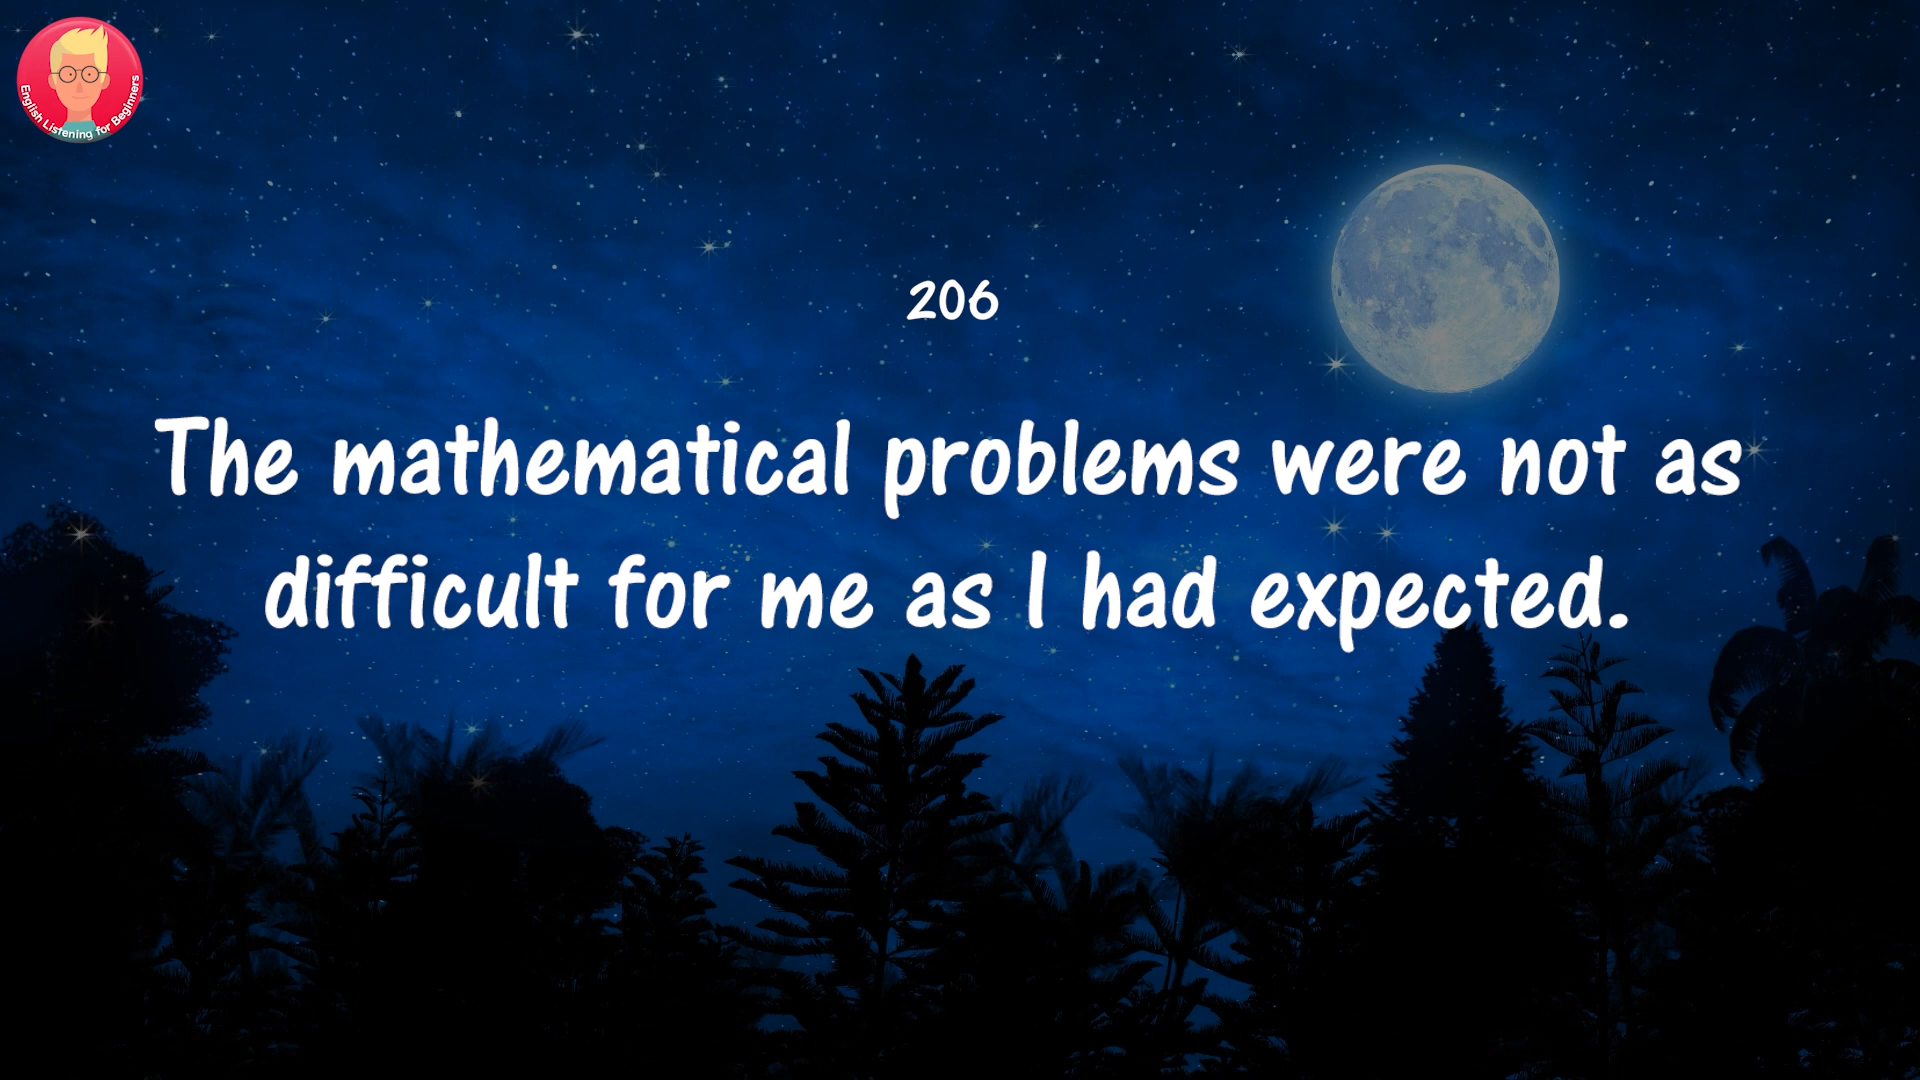 English Listening for Beginners
206
The mathematical problems were not as
difficult for me as I had expected.